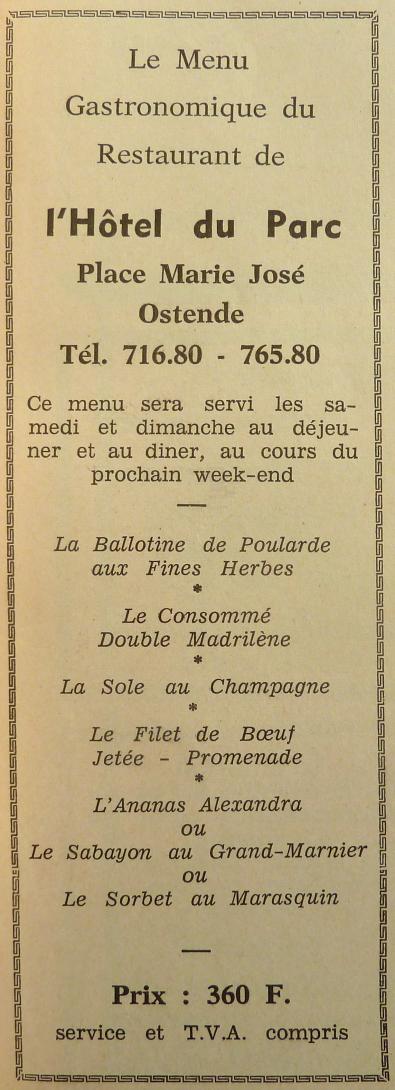 Le Menu
Gastronomique du
Restaurant de
l'Hôtel du Parc
Place Marie José
Ostende
Tél. 716.80 - 765.80
Ce menu sera servi les sa-
medi et dimanche au déjeu-
ner et au diner, au cours du
prochain week-end
La Ballotine de Poularde
aux Fines Herbes
*
Le Consommé
Double Madrilène
*
La Sole au Champagne
*
Le Filet de Bœuf
Jetée - Promenade
*
L'Ananas Alexandra
ou
Le Sabayon au Grand-Marnier
ou
Le Sorbet au Marasquin
Prix : 360 F.
service et T.V.A. compris